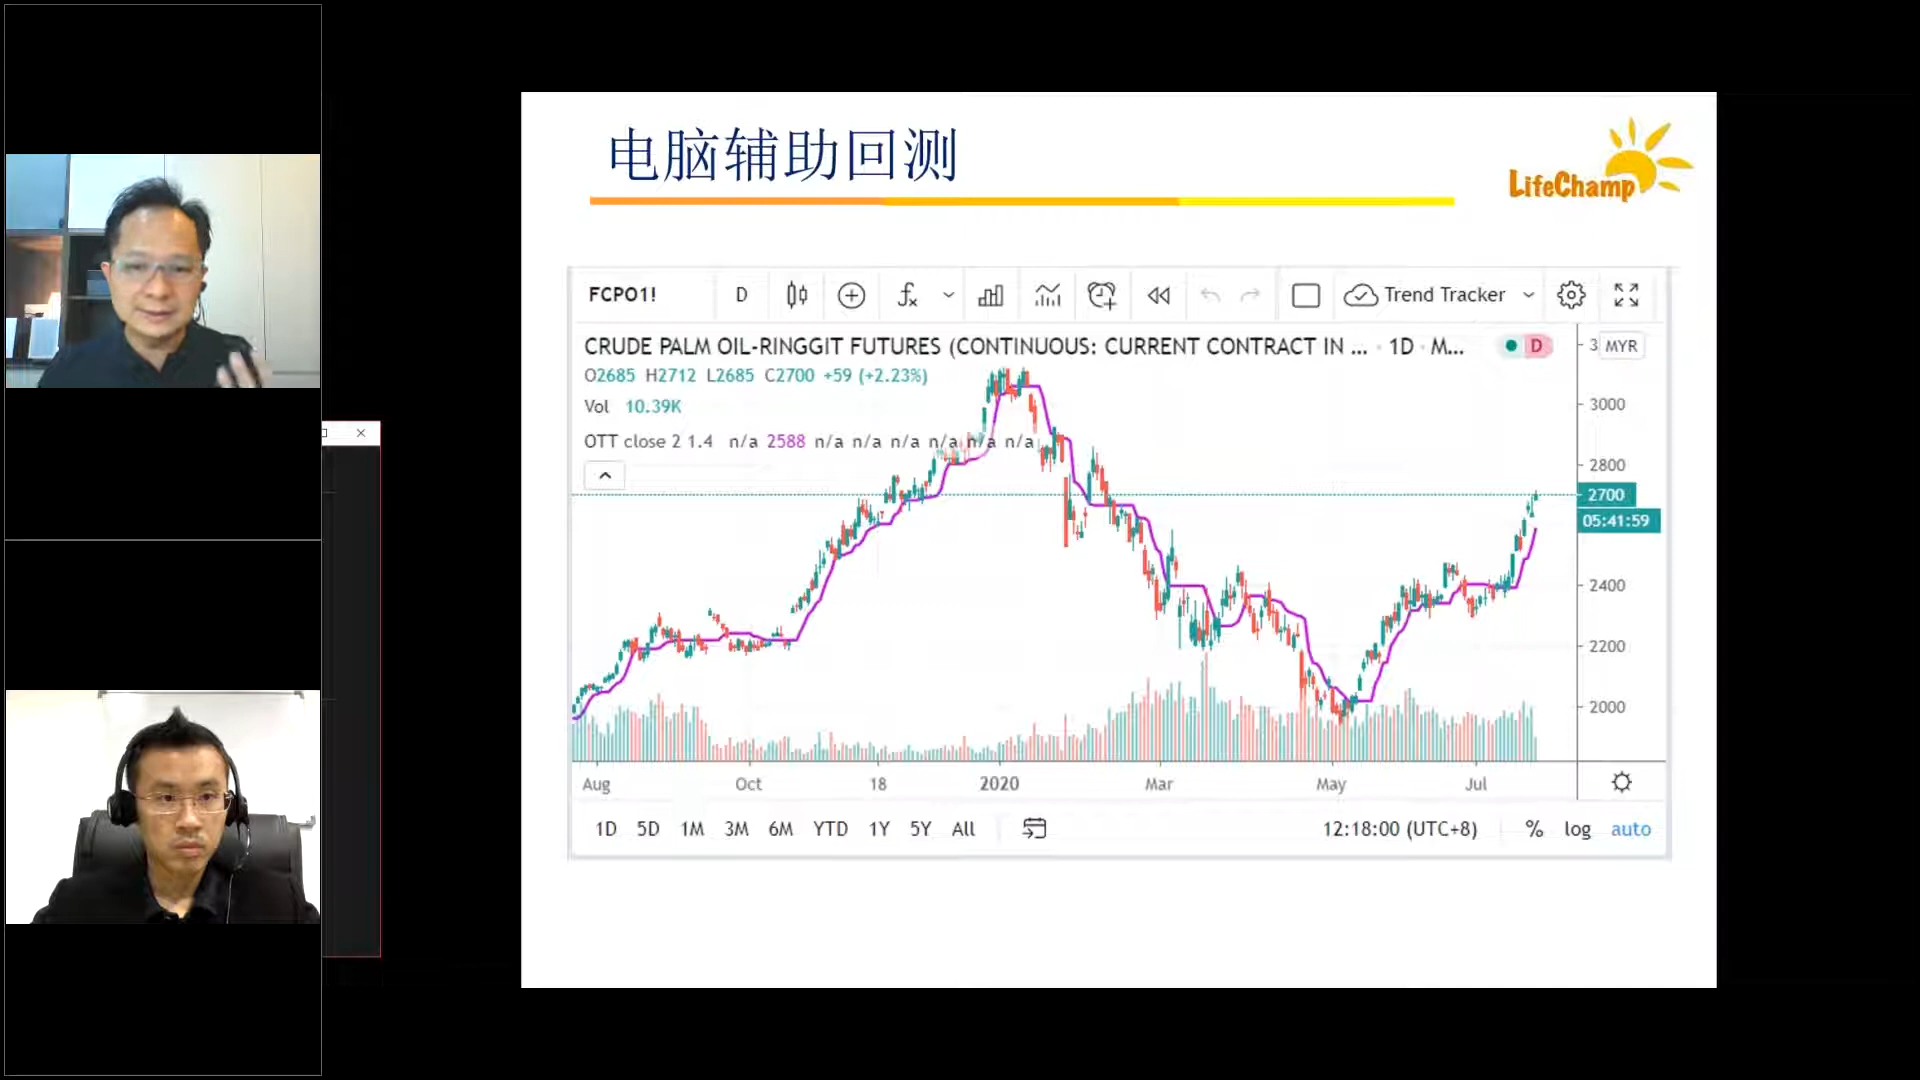 电脑辅助回测
LifeChamp
FCPO1! D Trend Tracker
CRUDE PALM OIL-RINGGIT FUTURES (CONTINUOUS: CURRENT CONTRACT IN ... · 1D · M... D 3 MYR
O2685 H2712 L2685 C2700 +59 (+2.23%)
Vol 10.39K
OTT close 2 1.4 n/a 2588 n/a n/a n/a n/a n/a n/a
3000
2800
2700
05:41:59
2400
2200
2000
Aug Oct 18 2020 Mar May Jul
1D 5D 1M 3M 6M YTD 1Y 5Y All 12:18:00 (UTC+8) % log auto